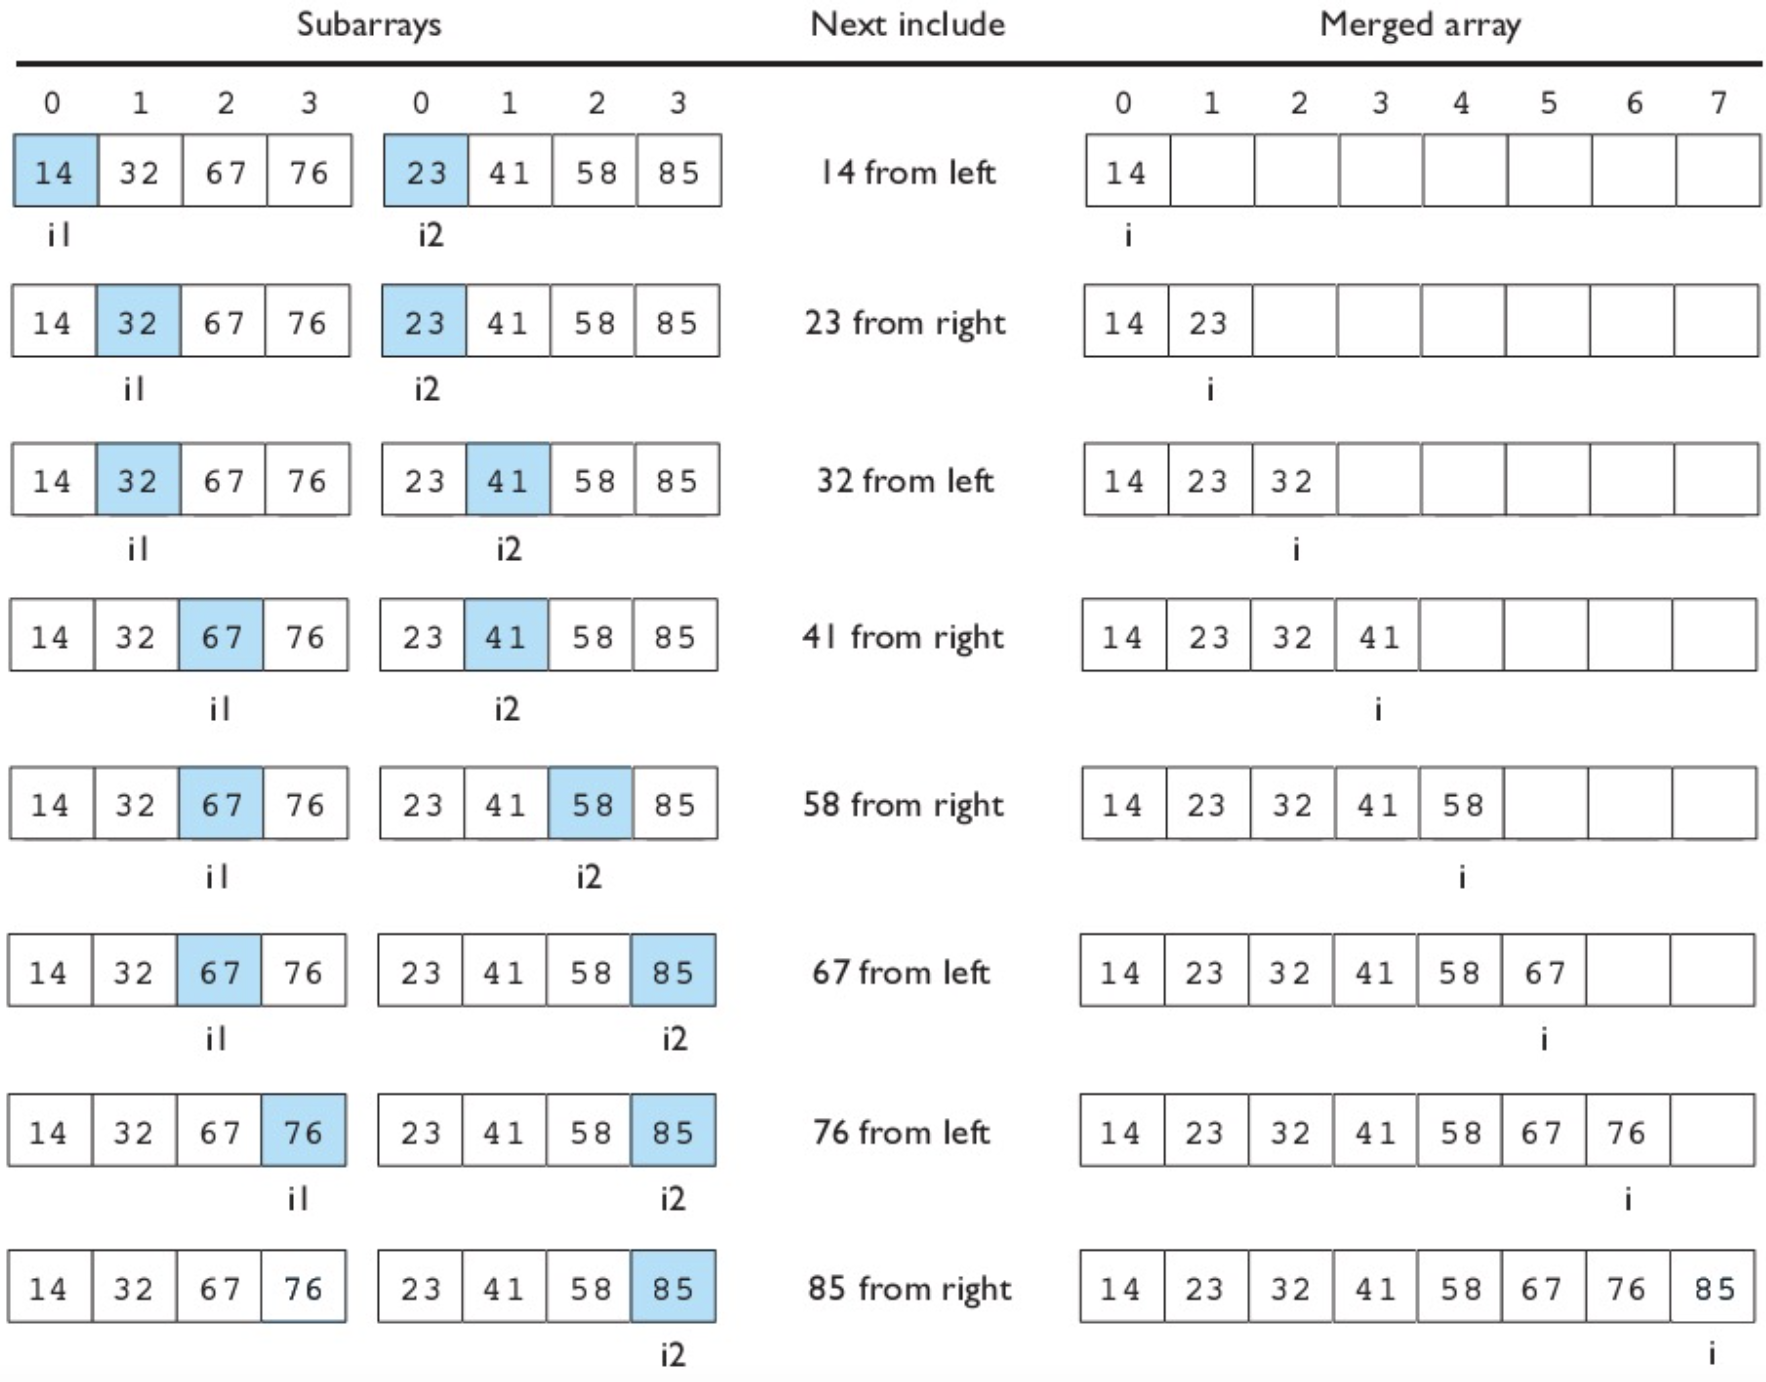 Subarrays Next include Merged array
0 1 2 3 0 1 2 3 0 1 2 3 4 5 6 7
14 32 67 76 23 41 58 85 14 from left 14
i1 i2 i
14 32 67 76 23 41 58 85 23 from right 14 23
i1 i2 i
14 32 67 76 23 41 58 85 32 from left 14 23 32
i1 i2 i
14 32 67 76 23 41 58 85 41 from right 14 23 32 41
i1 i2 i
14 32 67 76 23 41 58 85 58 from right 14 23 32 41 58
i1 i2 i
14 32 67 76 23 41 58 85 67 from left 14 23 32 41 58 67
i1 i2 i
14 32 67 76 23 41 58 85 76 from left 14 23 32 41 58 67 76
i1 i2 i
14 32 67 76 23 41 58 85 85 from right 14 23 32 41 58 67 76 85
i2 i